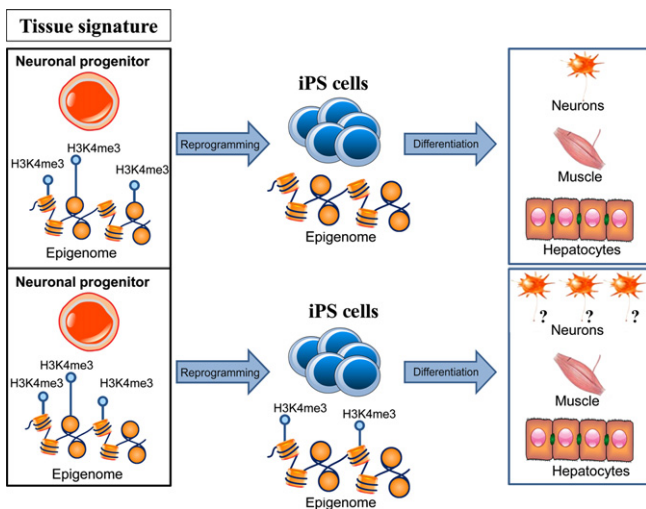 Tissue signature
Neuronal progenitor
H3K4me3
H3K4me3
H3K4me3
Epigenome
Reprogramming
iPS cells
Epigenome
Differentiation
Neurons
Muscle
Hepatocytes
Neuronal progenitor
H3K4me3
H3K4me3
H3K4me3
Epigenome
Reprogramming
iPS cells
H3K4me3
H3K4me3
Epigenome
Differentiation
? ? ?
Neurons
Muscle
Hepatocytes